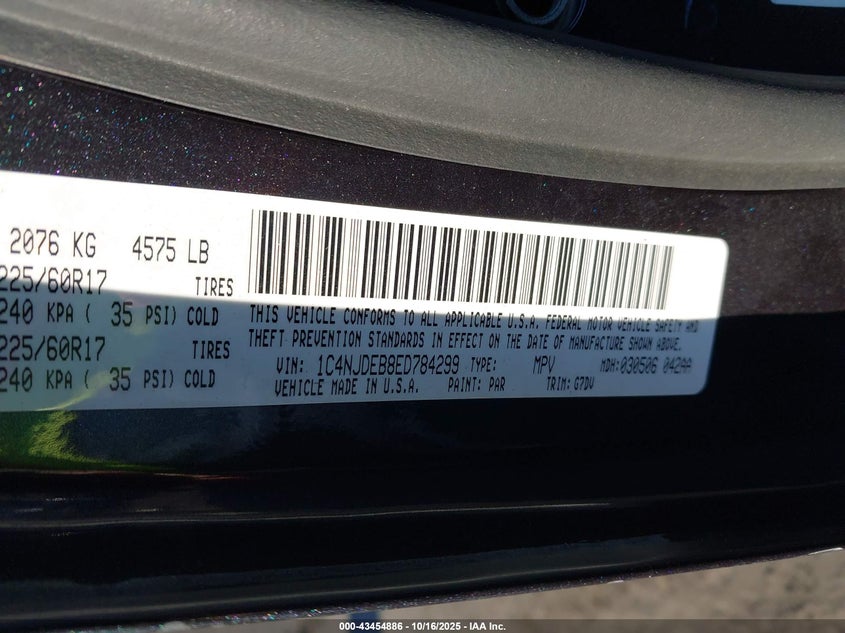 2076 KG 4575 LB
225/60R17 TIRES
240 KPA ( 35 PSI) COLD
225/60R17 TIRES
240 KPA ( 35 PSI) COLD
THIS VEHICLE CONFORMS TO ALL APPLICABLE U.S.A. FEDERAL MOTOR VEHICLE SAFETY AND
THEFT PREVENTION STANDARDS IN EFFECT ON THE DATE OF MANUFACTURE SHOWN ABOVE.
VIN: 1C4NJDEB8ED784299 TYPE: MPV MDH:030506 042AA
VEHICLE MADE IN U.S.A. PAINT: PAR TRIM: G7DV
000-43454886 - 10/16/2025 - IAA Inc.